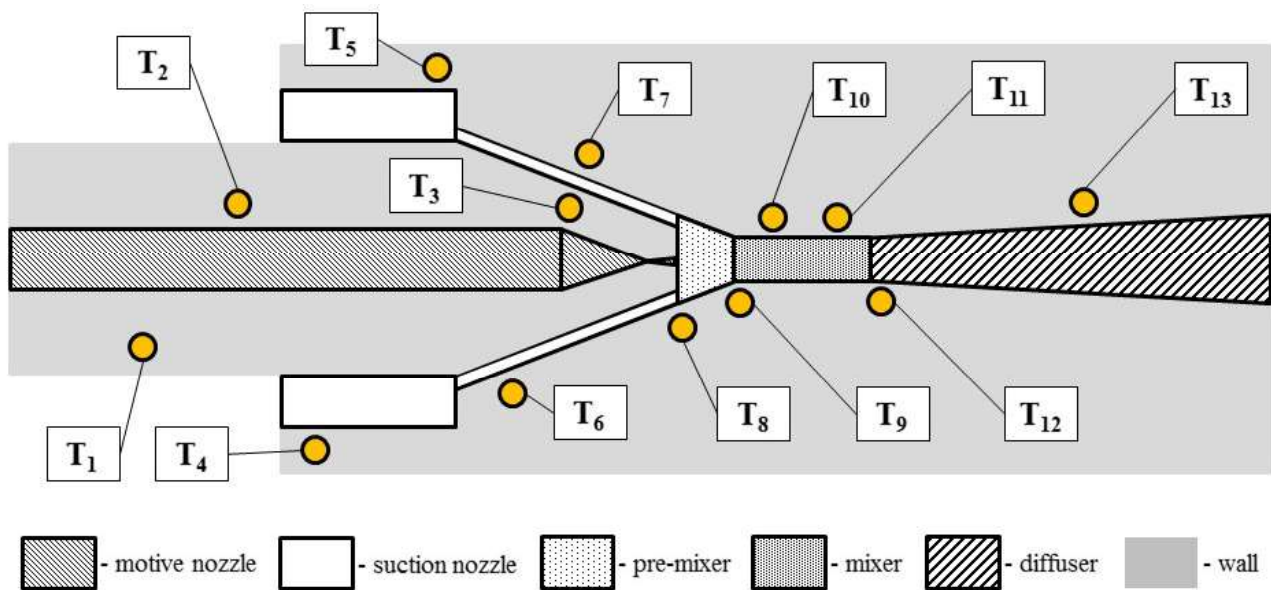 T5
T2
T7
T10
T11
T13
T3
T1
T4
T6
T8
T9
T12
- motive nozzle
- suction nozzle
- pre-mixer
- mixer
- diffuser
- wall